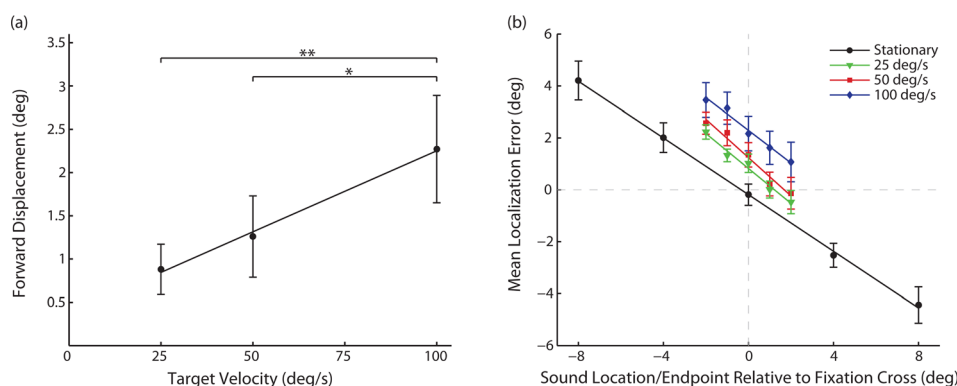 (a)
Forward Displacement (deg)
3.5
3
2.5
2
1.5
1
0.5
0
25
50
75
100
Target Velocity (deg/s)
**
*
(b)
Mean Localization Error (deg)
6
4
2
0
−2
−4
−6
−8
−4
0
4
8
Sound Location/Endpoint Relative to Fixation Cross (deg)
Stationary
25 deg/s
50 deg/s
100 deg/s